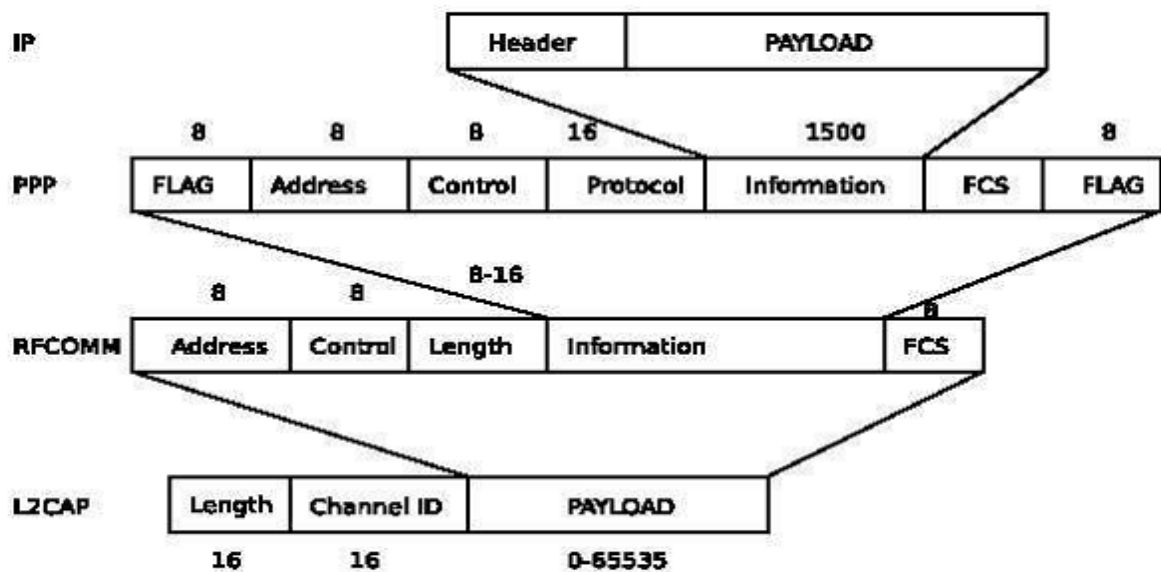 IP Header PAYLOAD
8 8 8 16 1500 8
PPP FLAG Address Control Protocol Information FCS FLAG
8 8 8-16 8
RFCOMM Address Control Length Information FCS
L2CAP Length Channel ID PAYLOAD
16 16 0-65535